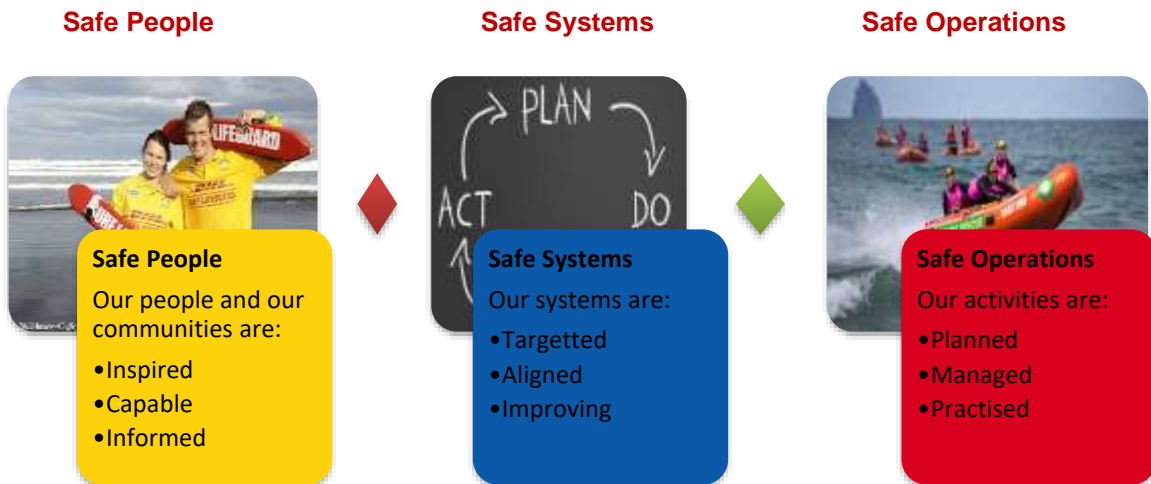 Safe People
Safe Systems
Safe Operations
LIFEGUARD
PLAN
ACT
DO
Safe People
Our people and our
communities are:
•Inspired
•Capable
•Informed
Safe Systems
Our systems are:
•Targetted
•Aligned
•Improving
Safe Operations
Our activities are:
•Planned
•Managed
•Practised